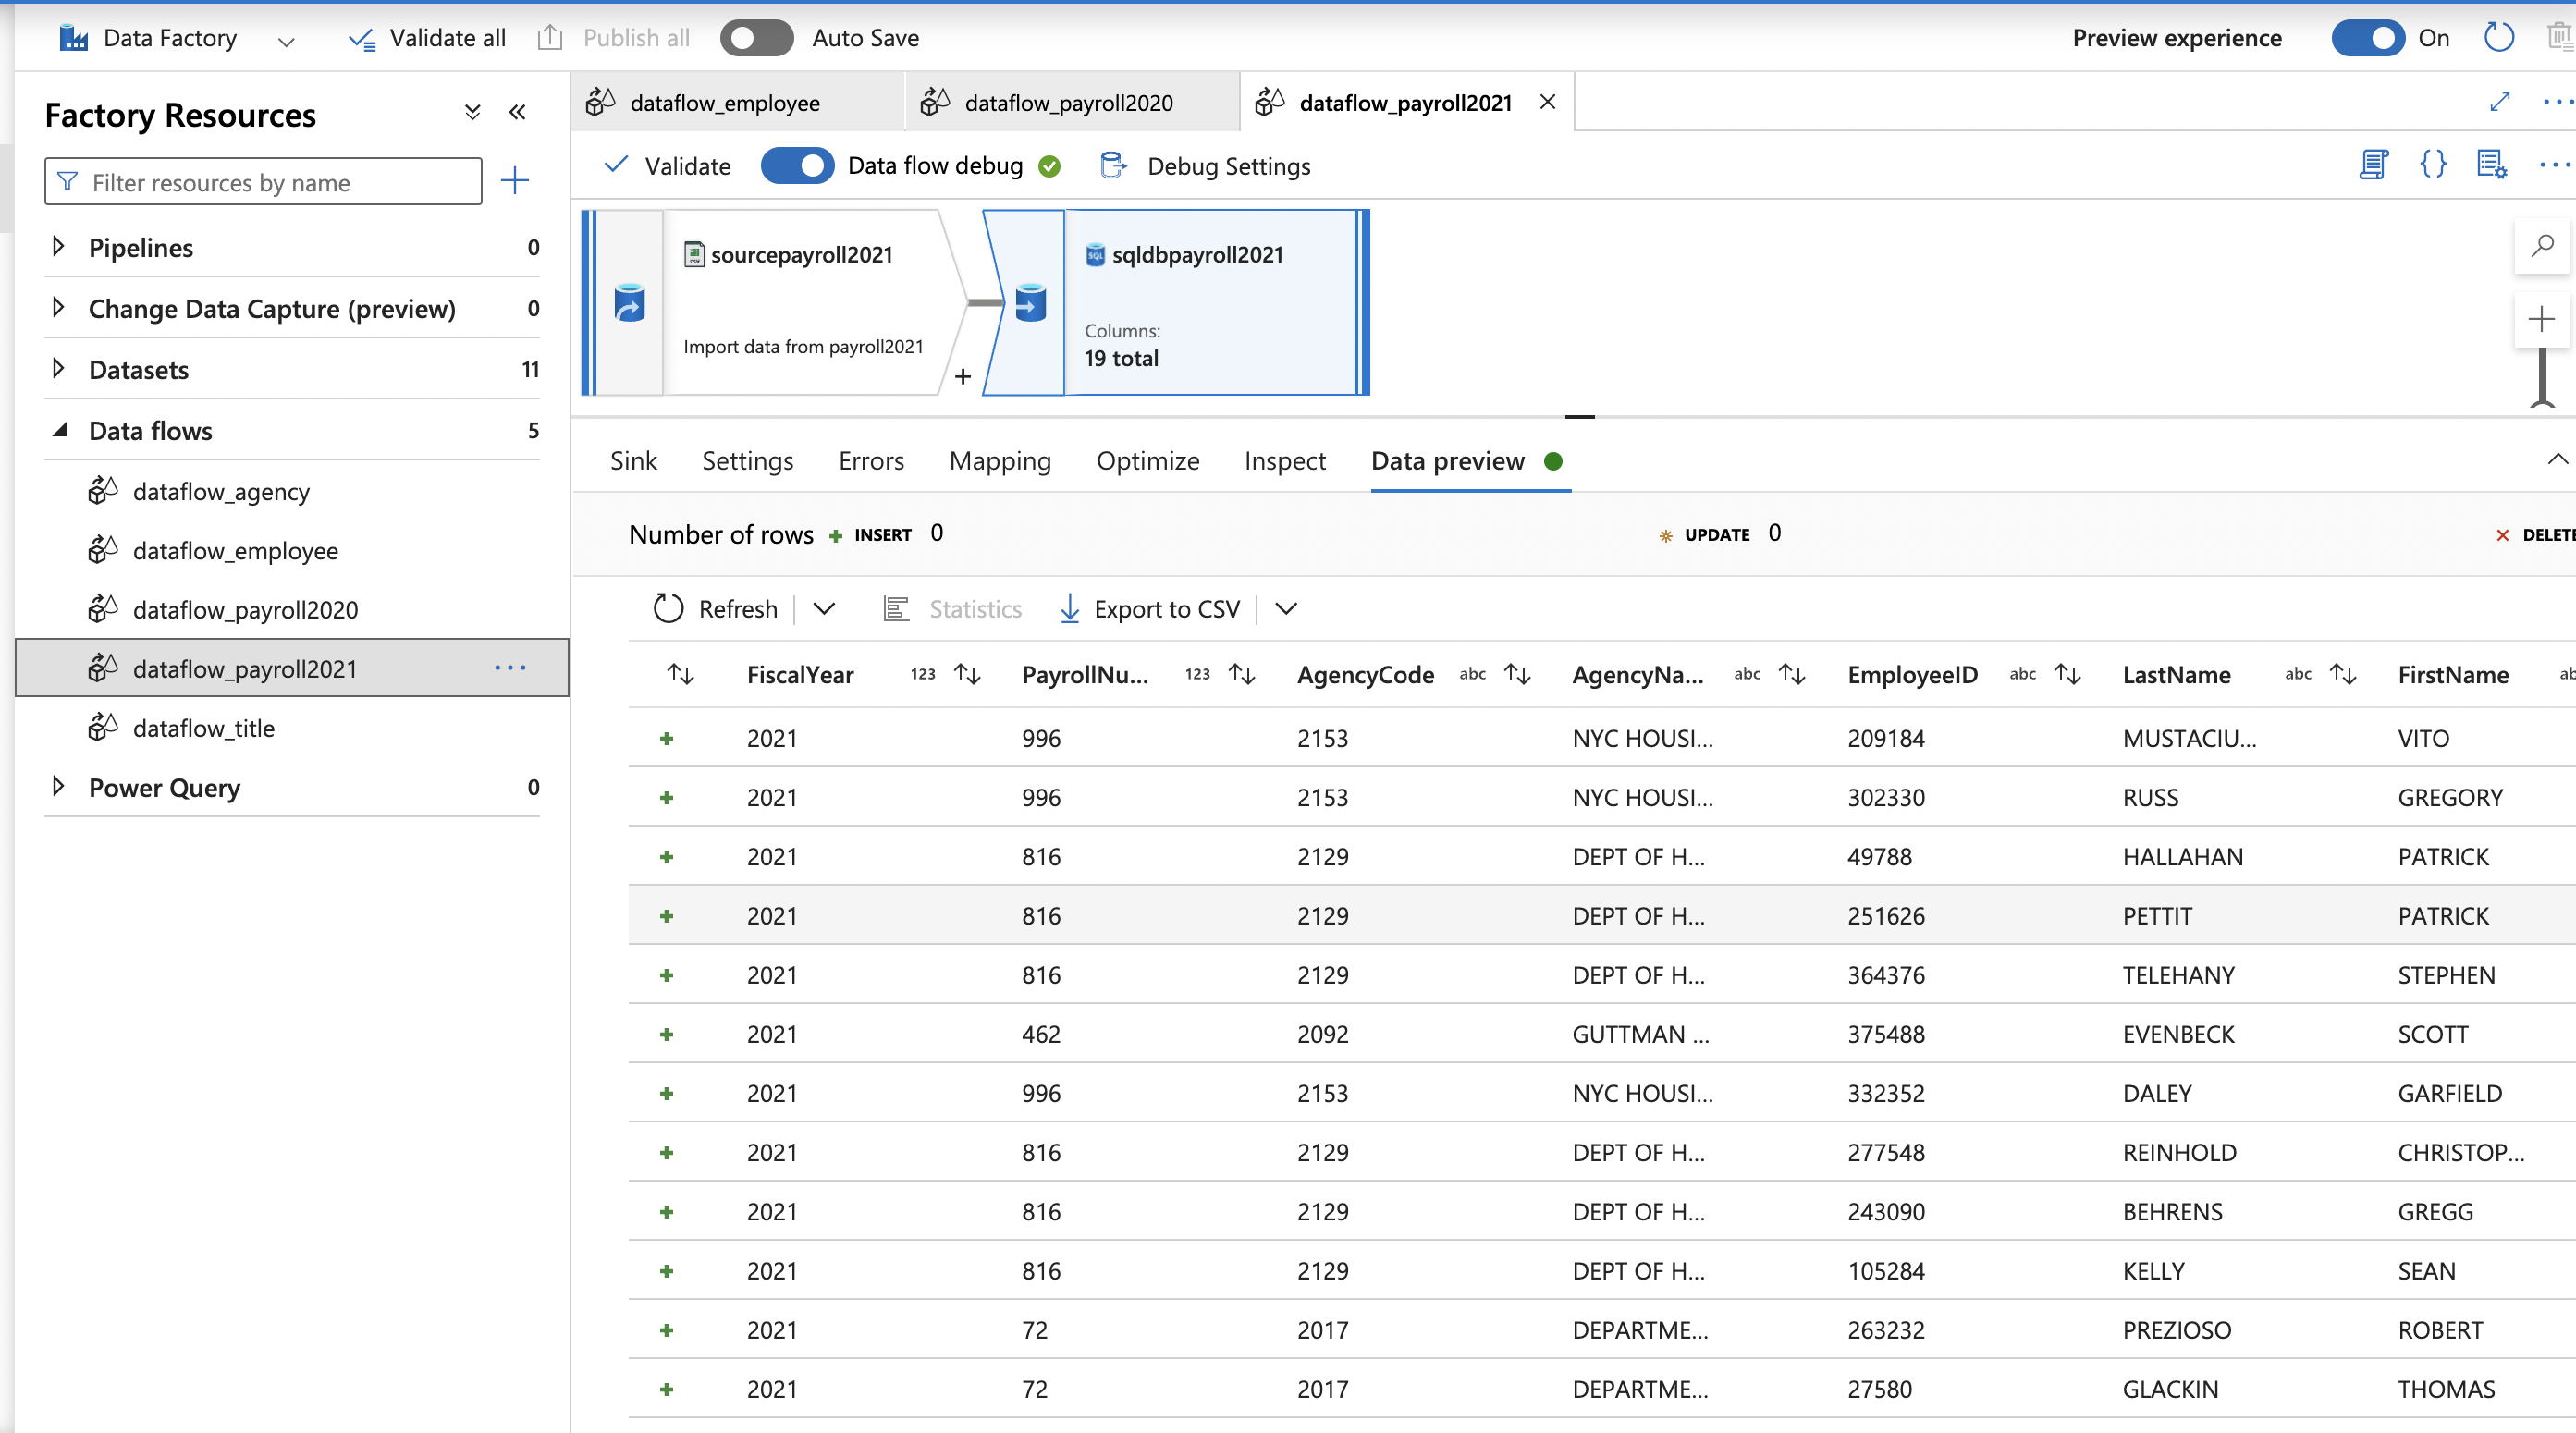 Data Factory Validate all Publish all Auto Save Preview experience On
Factory Resources
Filter resources by name
Pipelines 0
Change Data Capture (preview) 0
Datasets 11
Data flows 5
dataflow_agency
dataflow_employee
dataflow_payroll2020
dataflow_payroll2021
dataflow_title
Power Query 0
dataflow_employee dataflow_payroll2020 dataflow_payroll2021
Validate Data flow debug Debug Settings
sourcepayroll2021
Import data from payroll2021
sqldbpayroll2021
Columns:
19 total
Sink Settings Errors Mapping Optimize Inspect Data preview
Number of rows INSERT 0 UPDATE 0 DELETE
Refresh Statistics Export to CSV
FiscalYear 123 PayrollNu... 123 AgencyCode abc AgencyNa... abc EmployeeID abc LastName abc FirstName ab
2021 996 2153 NYC HOUSI... 209184 MUSTACIU... VITO
2021 996 2153 NYC HOUSI... 302330 RUSS GREGORY
2021 816 2129 DEPT OF H... 49788 HALLAHAN PATRICK
2021 816 2129 DEPT OF H... 251626 PETTIT PATRICK
2021 816 2129 DEPT OF H... 364376 TELEHANY STEPHEN
2021 462 2092 GUTTMAN ... 375488 EVENBECK SCOTT
2021 996 2153 NYC HOUSI... 332352 DALEY GARFIELD
2021 816 2129 DEPT OF H... 277548 REINHOLD CHRISTOP...
2021 816 2129 DEPT OF H... 243090 BEHRENS GREGG
2021 816 2129 DEPT OF H... 105284 KELLY SEAN
2021 72 2017 DEPARTME... 263232 PREZIOSO ROBERT
2021 72 2017 DEPARTME... 27580 GLACKIN THOMAS